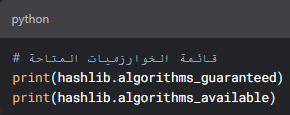 python
# قائمة الخوارزميات المتاحة
print(hashlib.algorithms_guaranteed)
print(hashlib.algorithms_available)